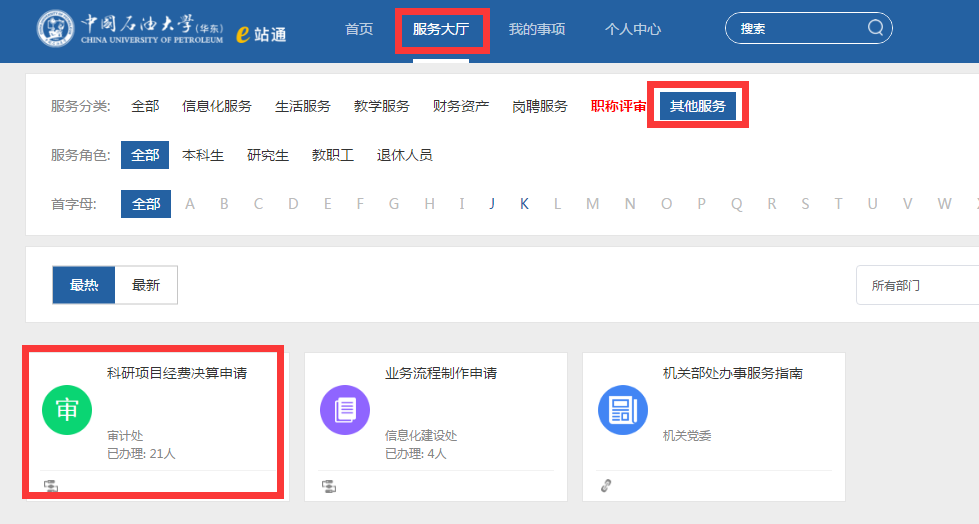 中国石油大学(华东) e站通 首页 服务大厅 我的事项 个人中心 搜索
CHINA UNIVERSITY OF PETROLEUM
服务分类: 全部 信息化服务 生活服务 教学服务 财务资产 岗聘服务 职称评审 其他服务
服务角色: 全部 本科生 研究生 教职工 退休人员
首字母: 全部 A B C D E F G H I J K L M N O P Q R S T U V W
最热 最新 所有部门
科研项目经费决算申请
审
审计处
已办理: 21人
业务流程制作申请
信息化建设处
已办理: 4人
机关部处办事服务指南
机关党委